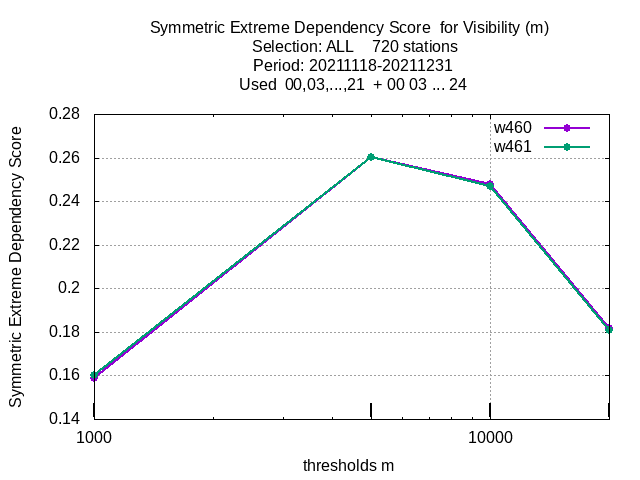 Symmetric Extreme Dependency Score  for Visibility (m)
Selection: ALL    720 stations
Period: 20211118-20211231
Used  00,03,...,21  + 00 03 ... 24
w460
w461
Symmetric Extreme Dependency Score
0.28
0.26
0.24
0.22
0.2
0.18
0.16
0.14
1000 10000
thresholds m